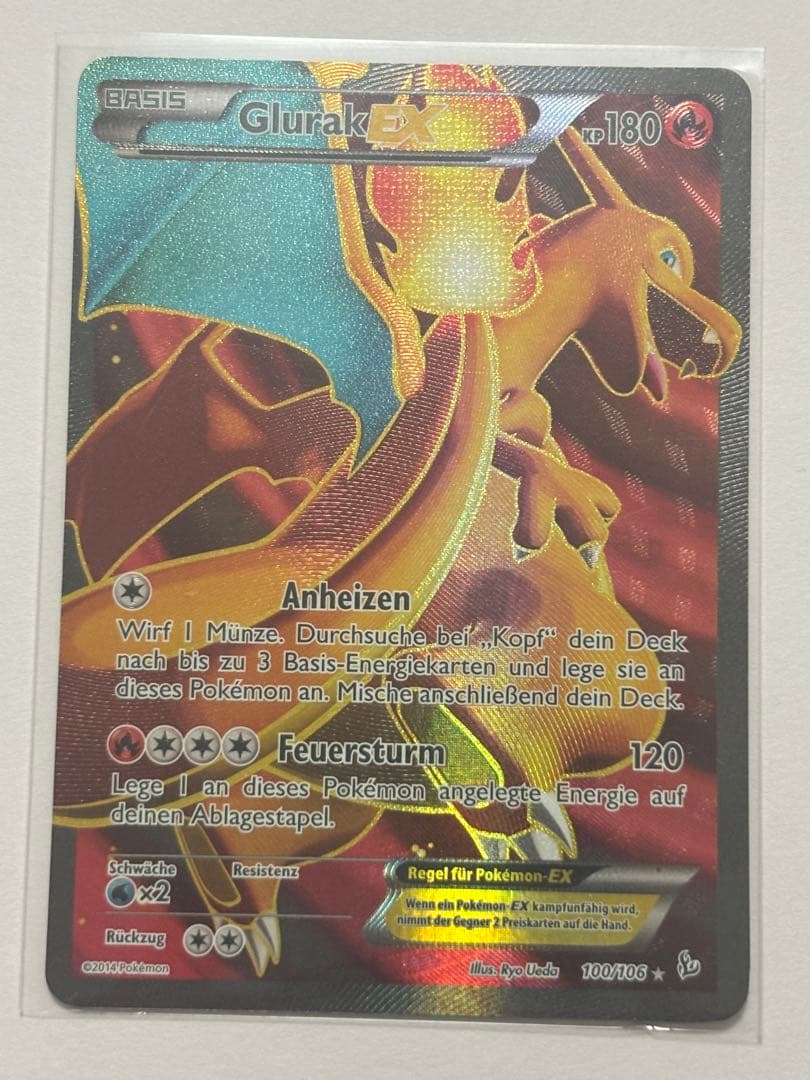 BASIS
Glurak EX
KP 180
Anheizen
Wirf 1 Münze. Durchsuche bei „Kopf“ dein Deck
nach bis zu 3 Basis-Energiekarten und lege sie an
dieses Pokémon an. Mische anschließend dein Deck.
Feuersturm 120
Lege 1 an dieses Pokémon angelegte Energie auf
deinen Ablagestapel.
Schwäche Resistenz
×2
Regel für Pokémon-EX
Wenn ein Pokémon-EX kampfunfähig wird,
nimmt der Gegner 2 Preiskarten auf die Hand.
Rückzug
©2014 Pokémon
Illus. Ryo Ueda
100/106